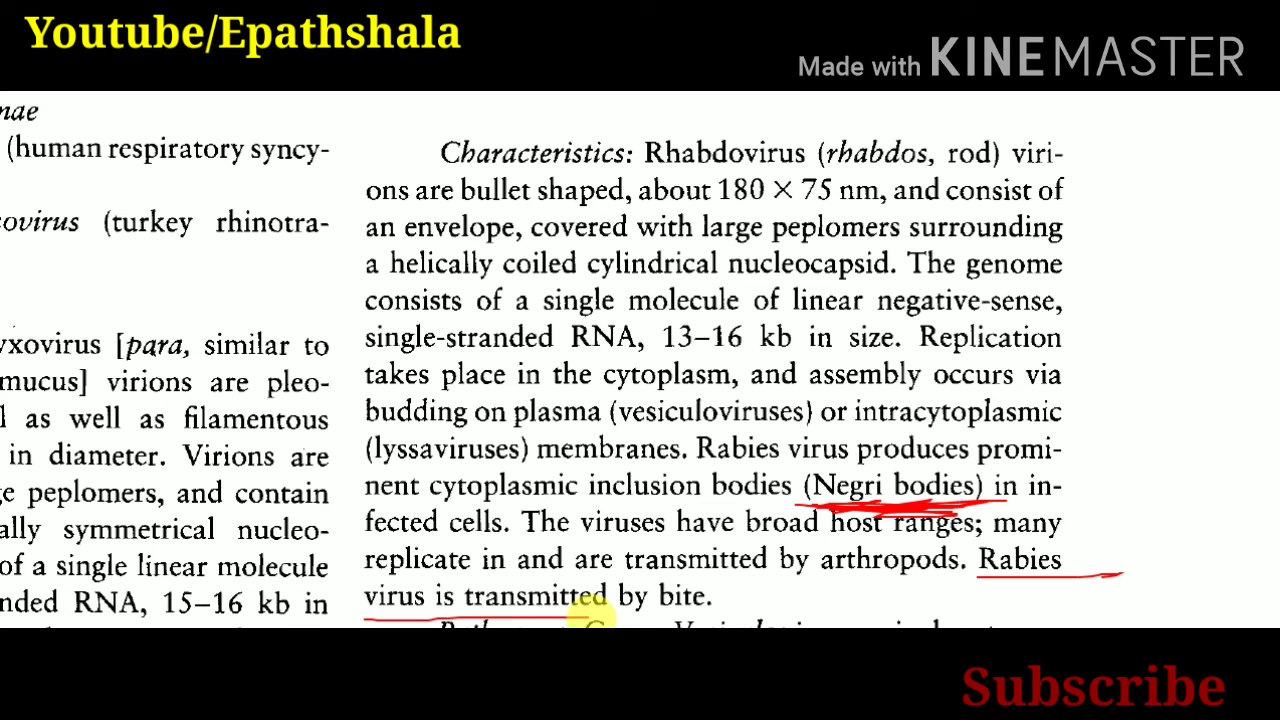 Youtube/Epathshala
Made with KINEMASTER
nae
(human respiratory syncy-
ovirus (turkey rhinotra-
yxovirus [para, similar to
mucus] virions are pleo-
l as well as filamentous
in diameter. Virions are
ge peplomers, and contain
ally symmetrical nucleo-
of a single linear molecule
nded RNA, 15–16 kb in
Characteristics: Rhabdovirus (rhabdos, rod) viri-
ons are bullet shaped, about 180 × 75 nm, and consist of
an envelope, covered with large peplomers surrounding
a helically coiled cylindrical nucleocapsid. The genome
consists of a single molecule of linear negative-sense,
single-stranded RNA, 13–16 kb in size. Replication
takes place in the cytoplasm, and assembly occurs via
budding on plasma (vesiculoviruses) or intracytoplasmic
(lyssaviruses) membranes. Rabies virus produces promi-
nent cytoplasmic inclusion bodies (Negri bodies) in in-
fected cells. The viruses have broad host ranges; many
replicate in and are transmitted by arthropods. Rabies
virus is transmitted by bite.
Subscribe